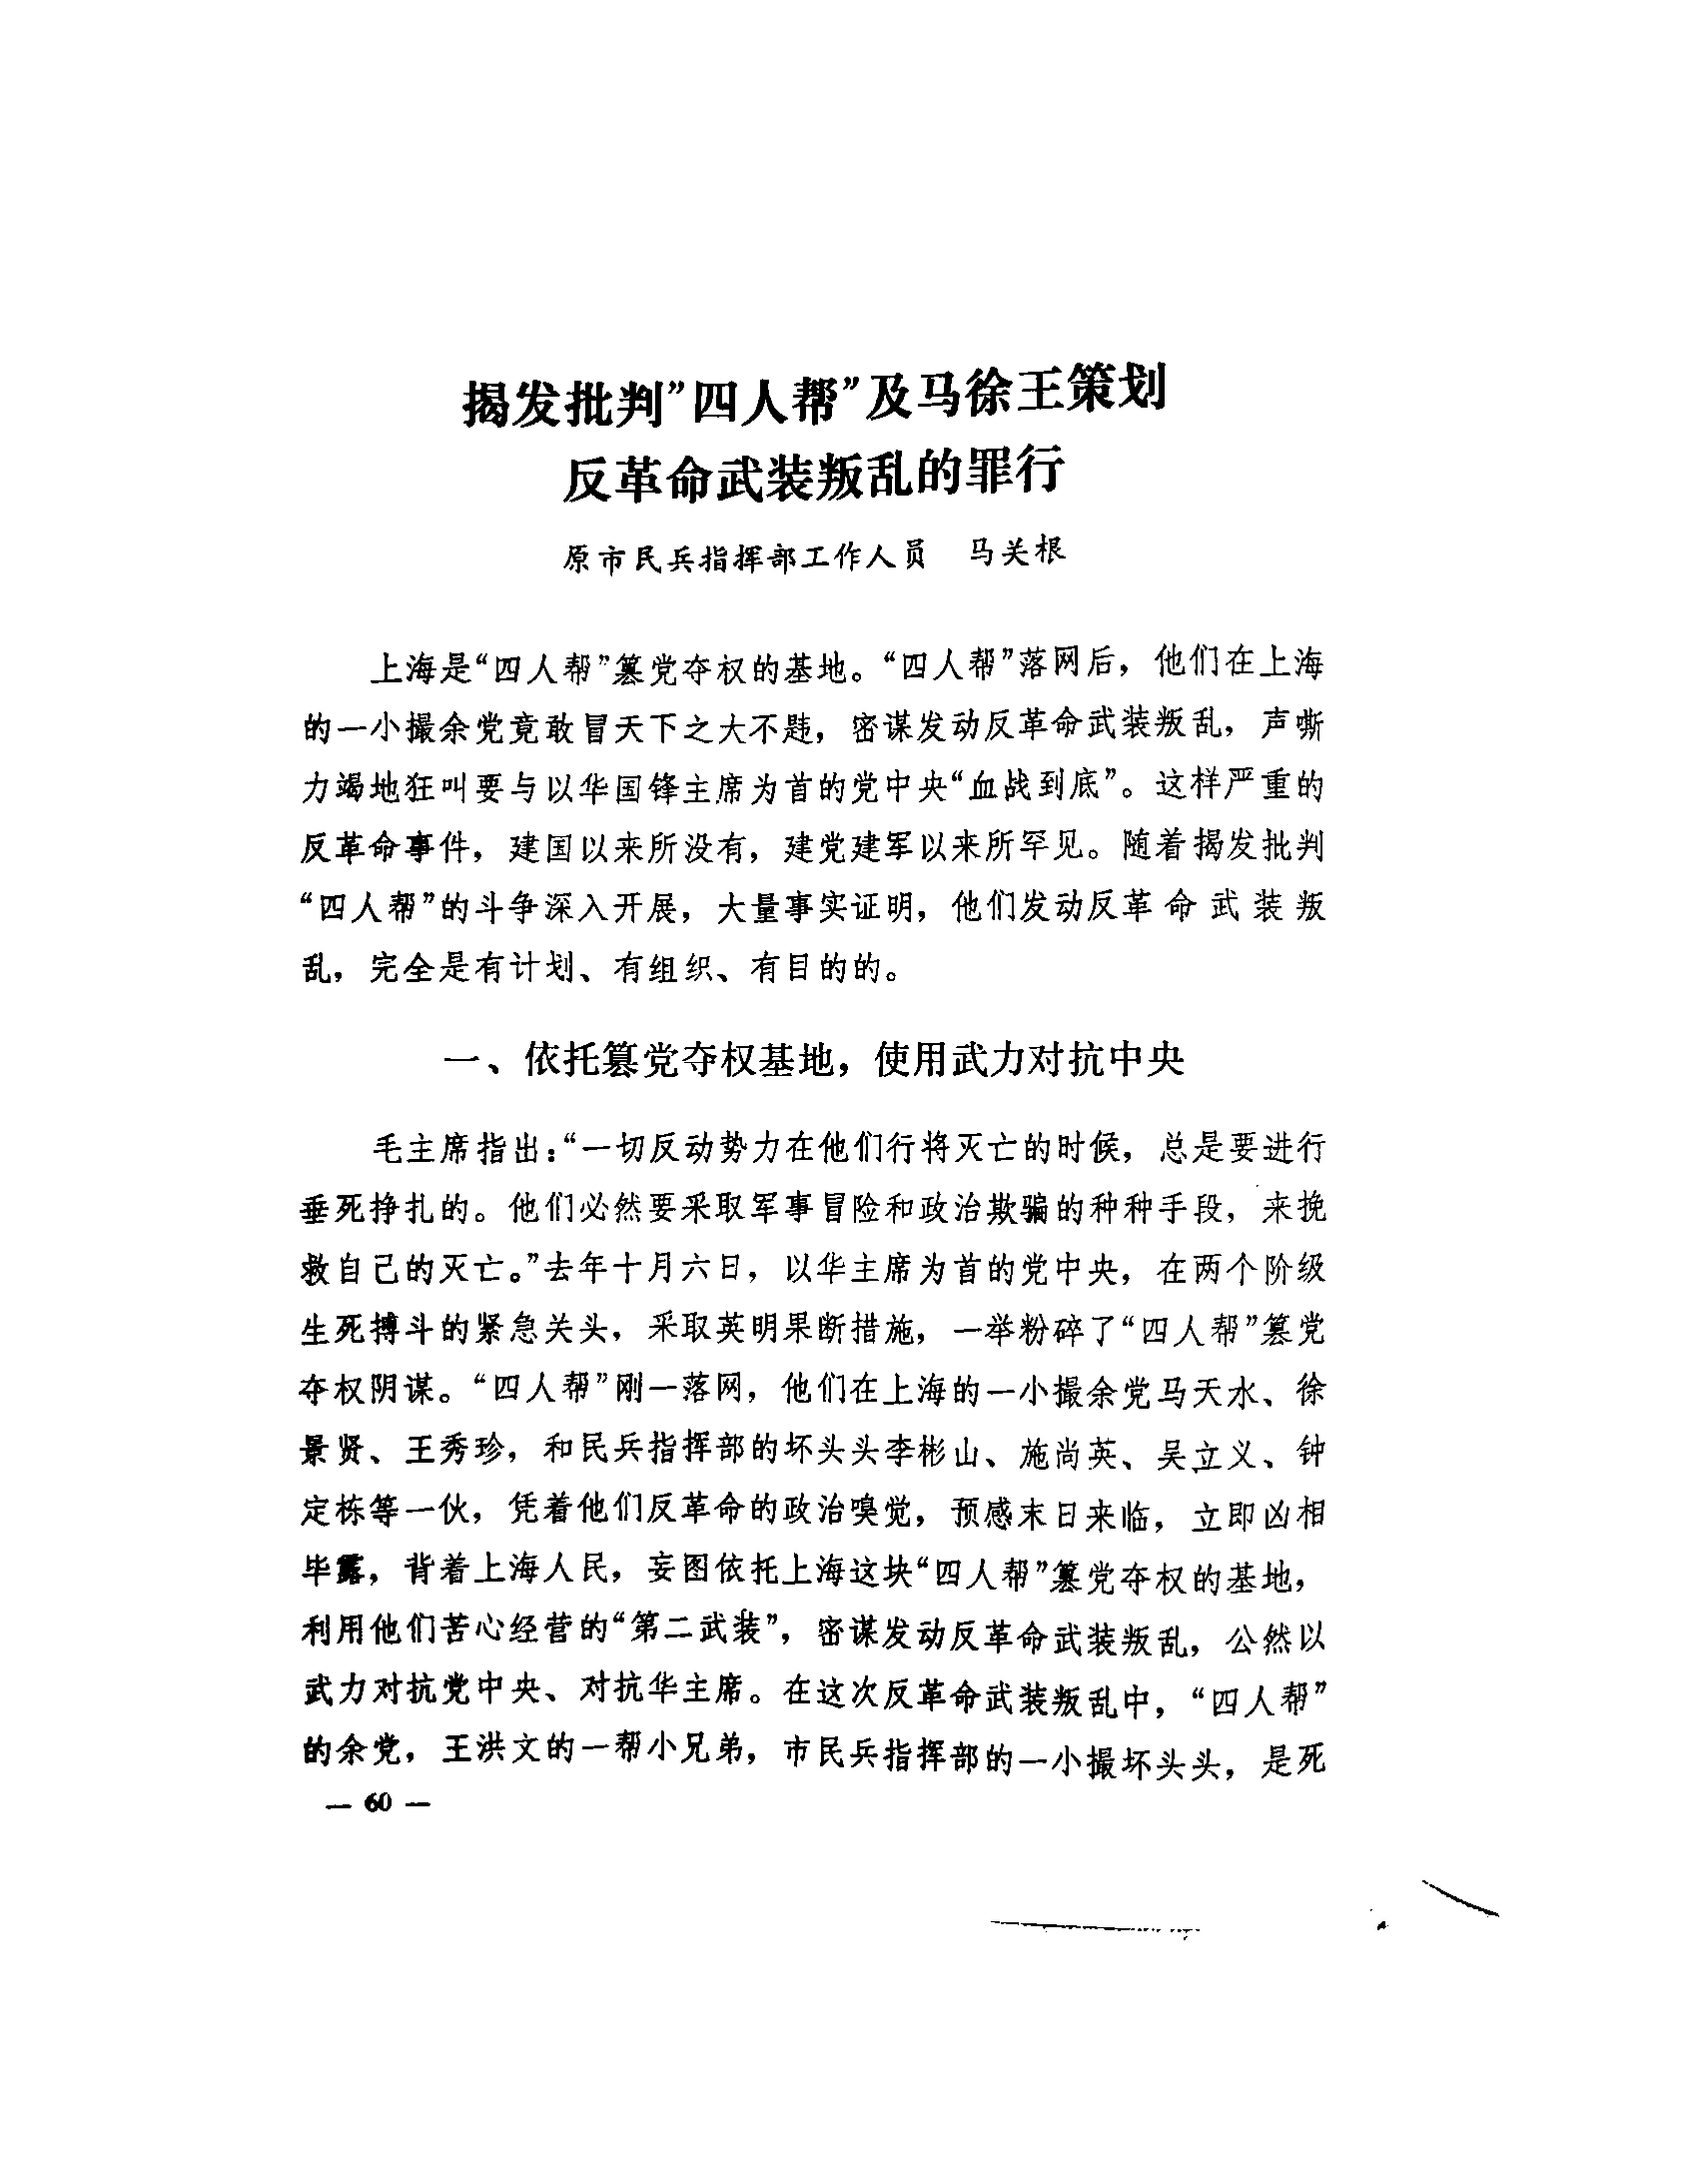 揭发批判”四人帮”及马徐王策划
反革命武装叛乱的罪行
原市民兵指挥部工作人员　马关根
上海是“四人帮”篡党夺权的基地。“四人帮”落网后，他们在上海
的一小撮余党竟敢冒天下之大不韪，密谋发动反革命武装叛乱，声嘶
力竭地狂叫要与以华国锋主席为首的党中央“血战到底”。这样严重的
反革命事件，建国以来所没有，建党建军以来所罕见。随着揭发批判
“四人帮”的斗争深入开展，大量事实证明，他们发动反革命武装叛
乱，完全是有计划、有组织、有目的的。
一、依托篡党夺权基地，使用武力对抗中央
毛主席指出：“一切反动势力在他们行将灭亡的时候，总是要进行
垂死挣扎的。他们必然要采取军事冒险和政治欺骗的种种手段，来挽
救自己的灭亡。”去年十月六日，以华主席为首的党中央，在两个阶级
生死搏斗的紧急关头，采取英明果断措施，一举粉碎了“四人帮”篡党
夺权阴谋。“四人帮”刚一落网，他们在上海的一小撮余党马天水、徐
景贤、王秀珍，和民兵指挥部的坏头头李彬山、施尚英、吴立义、钟
定栋等一伙，凭着他们反革命的政治嗅觉，预感末日来临，立即凶相
毕露，背着上海人民，妄图依托上海这块“四人帮”篡党夺权的基地，
利用他们苦心经营的“第二武装”，密谋发动反革命武装叛乱，公然以
武力对抗党中央、对抗华主席。在这次反革命武装叛乱中，“四人帮”
的余党，王洪文的一帮小兄弟，市民兵指挥部的一小撮坏头头，是死
— 60 —